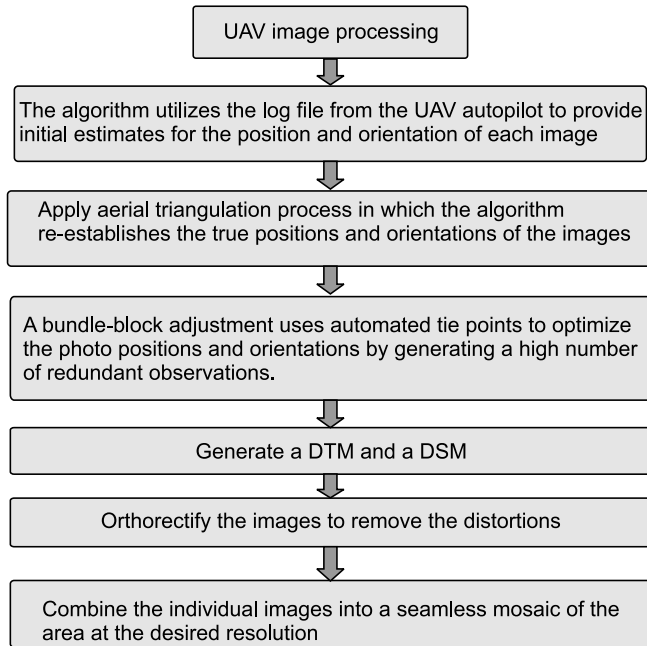 UAV image processing
The algorithm utilizes the log file from the UAV autopilot to provide
initial estimates for the position and orientation of each image
Apply aerial triangulation process in which the algorithm
re-establishes the true positions and orientations of the images
A bundle-block adjustment uses automated tie points to optimize
the photo positions and orientations by generating a high number
of redundant observations.
Generate a DTM and a DSM
Orthorectify the images to remove the distortions
Combine the individual images into a seamless mosaic of the
area at the desired resolution